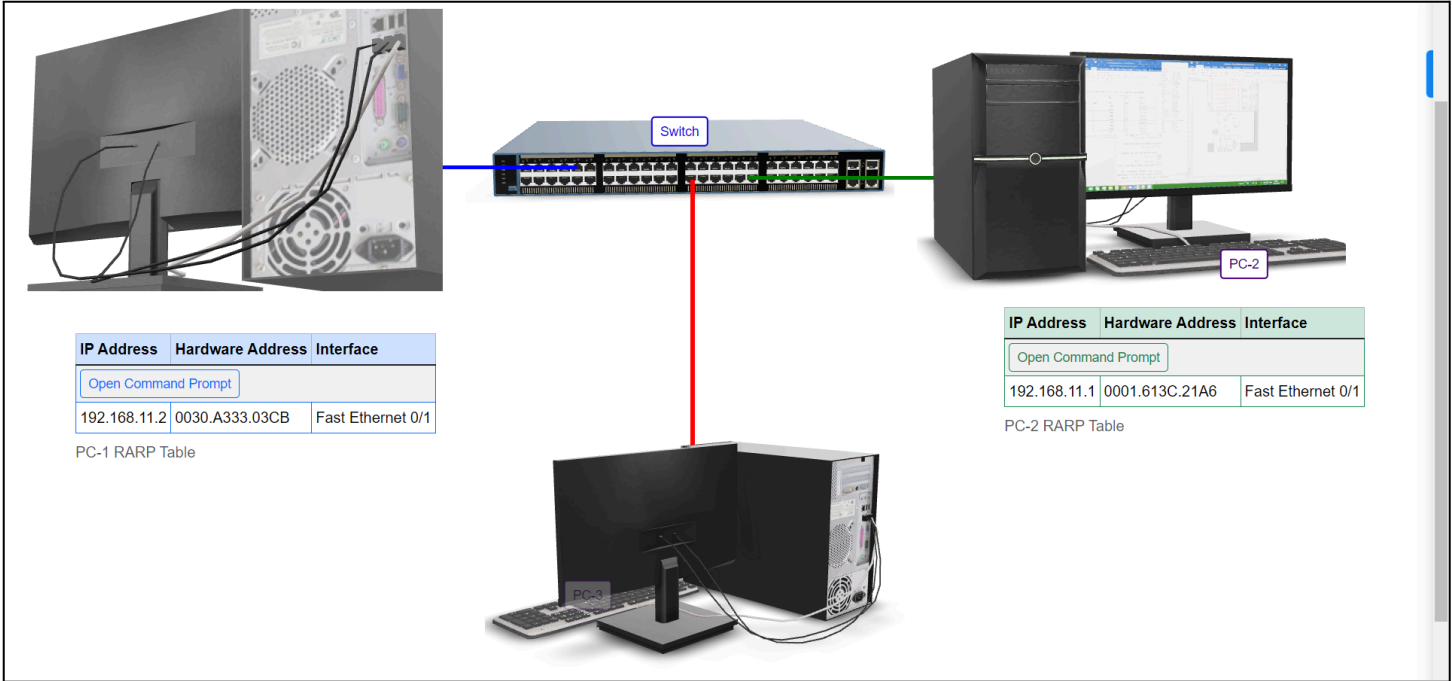 Switch
PC-2
IP Address Hardware Address Interface
Open Command Prompt
192.168.11.2 0030.A333.03CB Fast Ethernet 0/1
PC-1 RARP Table
IP Address Hardware Address Interface
Open Command Prompt
192.168.11.1 0001.613C.21A6 Fast Ethernet 0/1
PC-2 RARP Table
PC-3